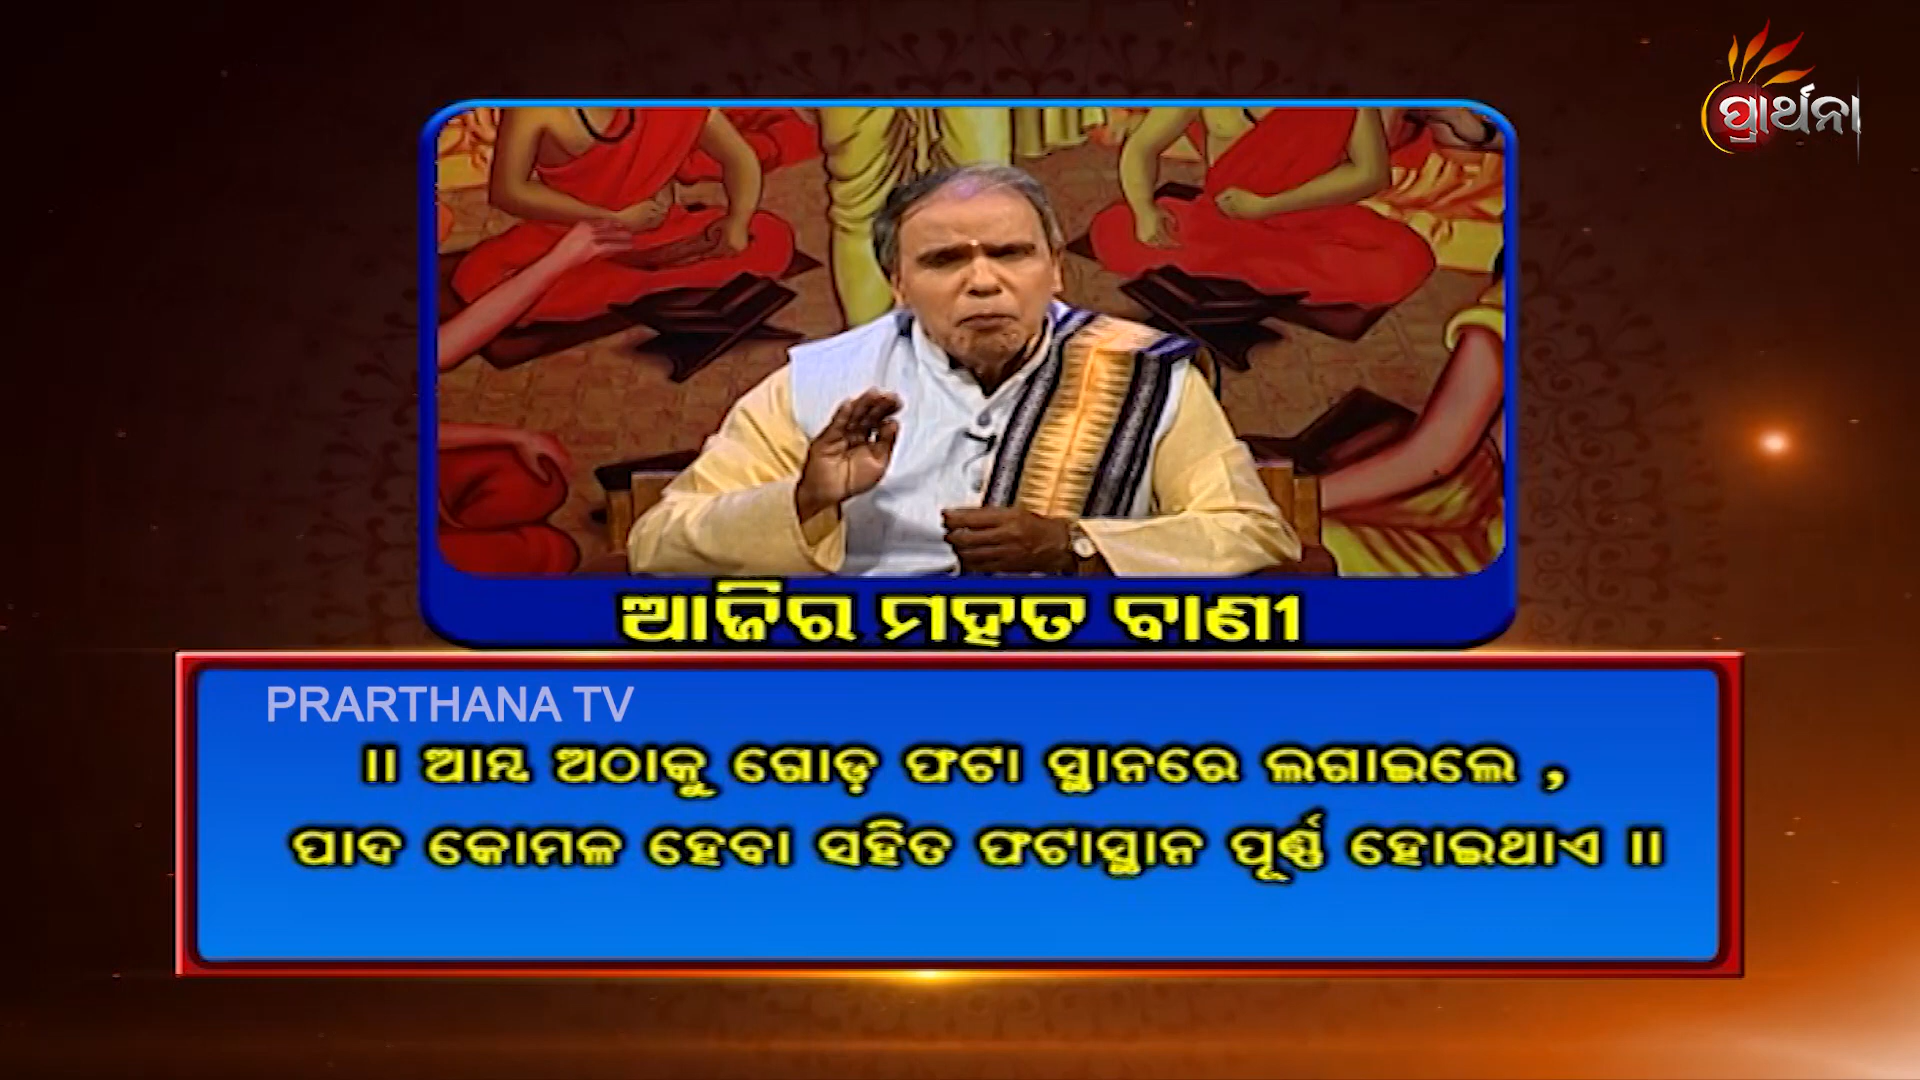 ପ୍ରାର୍ଥନା
ଆଜିର ମହତ ବାଣୀ
PRARTHANA TV
।। ଆମ୍ଭ ଅଠାକୁ ଗୋଡ଼ ଫଟା ସ୍ଥାନରେ ଲଗାଇଲେ ,
ପାଦ କୋମଳ ହେବା ସହିତ ଫଟାସ୍ଥାନ ପୂର୍ଣ୍ଣ ହୋଇଥାଏ ।।